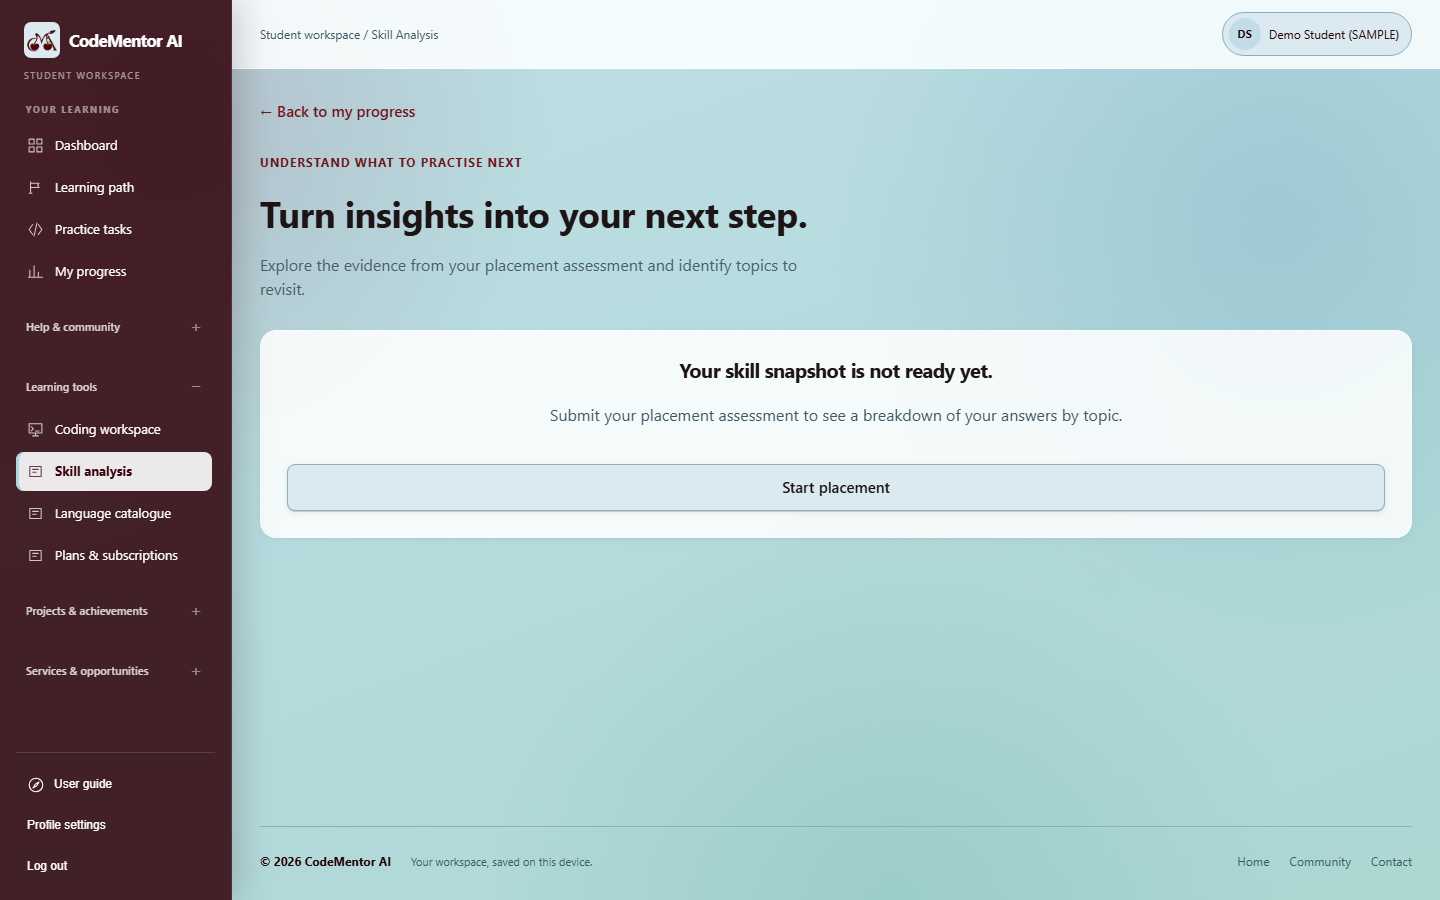 CodeMentor AI
STUDENT WORKSPACE
YOUR LEARNING
Dashboard
Learning path
Practice tasks
My progress
Help & community +
Learning tools −
Coding workspace
Skill analysis
Language catalogue
Plans & subscriptions
Projects & achievements +
Services & opportunities +
User guide
Profile settings
Log out
Student workspace / Skill Analysis
DS Demo Student (SAMPLE)
← Back to my progress
UNDERSTAND WHAT TO PRACTISE NEXT
Turn insights into your next step.
Explore the evidence from your placement assessment and identify topics to
revisit.
Your skill snapshot is not ready yet.
Submit your placement assessment to see a breakdown of your answers by topic.
Start placement
© 2026 CodeMentor AI Your workspace, saved on this device.
Home Community Contact